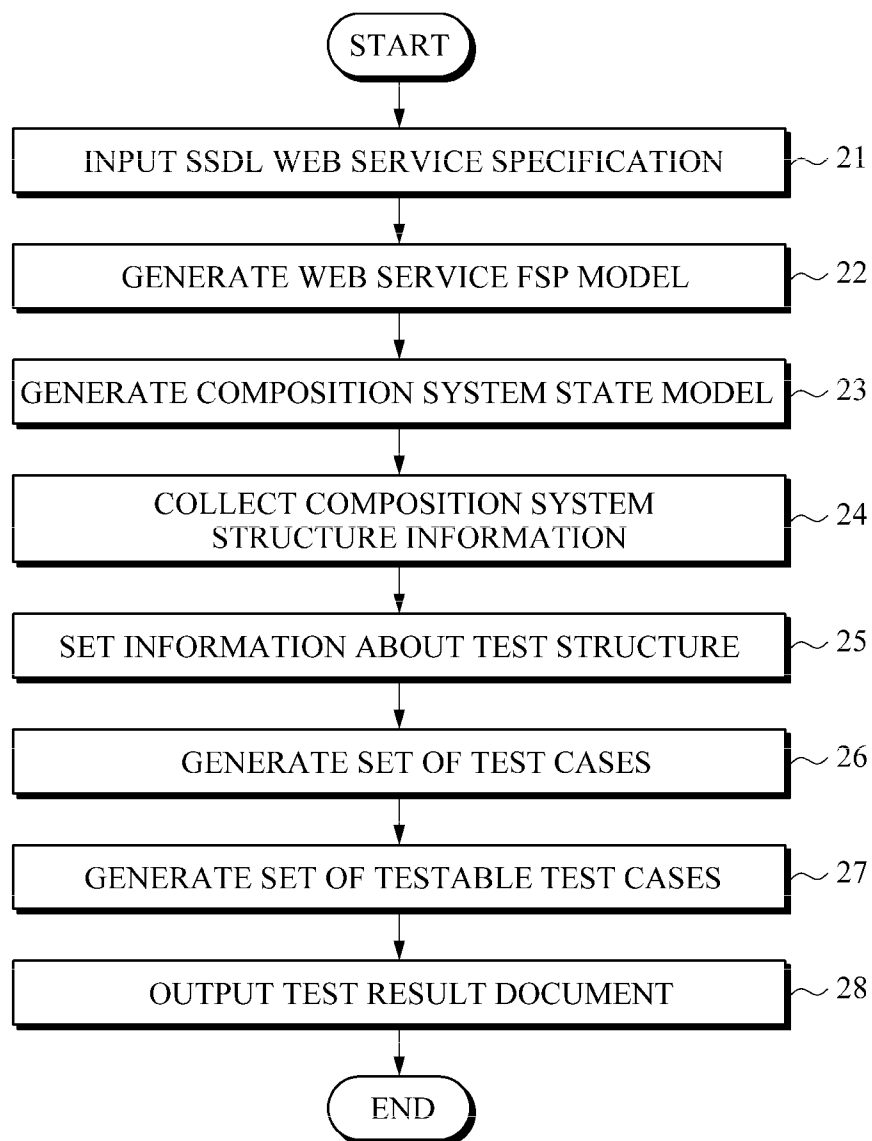 START
INPUT SSDL WEB SERVICE SPECIFICATION
21
GENERATE WEB SERVICE FSP MODEL
22
GENERATE COMPOSITION SYSTEM STATE MODEL
23
COLLECT COMPOSITION SYSTEM
STRUCTURE INFORMATION
24
SET INFORMATION ABOUT TEST STRUCTURE
25
GENERATE SET OF TEST CASES
26
GENERATE SET OF TESTABLE TEST CASES
27
OUTPUT TEST RESULT DOCUMENT
28
END